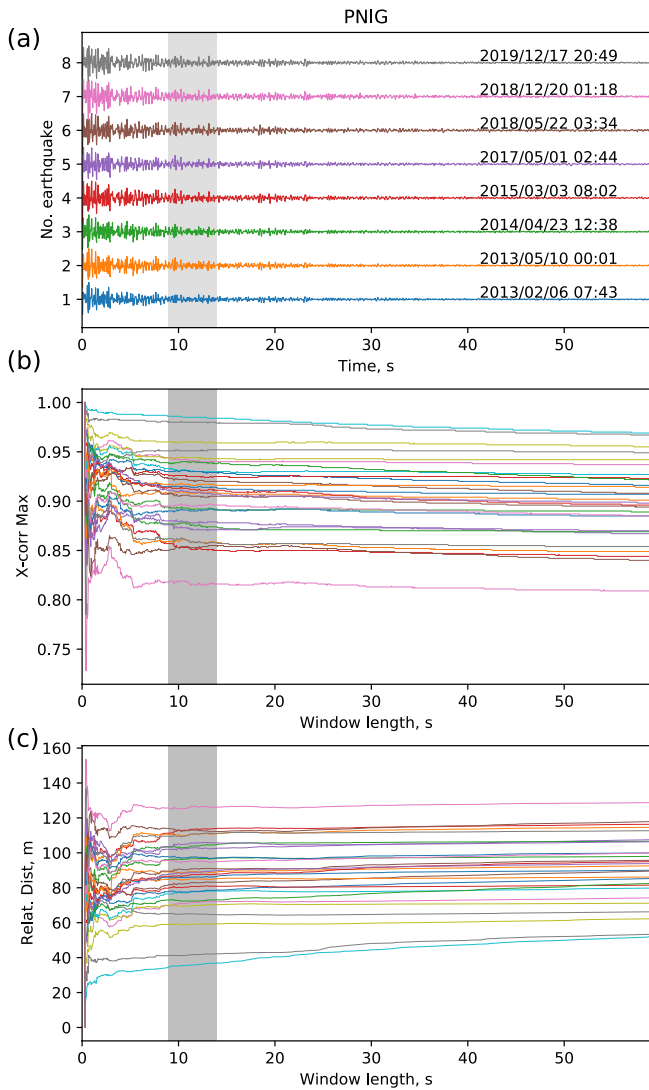 PNIG
(a)
8
7
6
5
4
3
2
1
No. earthquake
2019/12/17 20:49
2018/12/20 01:18
2018/05/22 03:34
2017/05/01 02:44
2015/03/03 08:02
2014/04/23 12:38
2013/05/10 00:01
2013/02/06 07:43
0 10 20 30 40 50
Time, s
(b)
1.00
0.95
0.90
0.85
0.80
0.75
X-corr Max
0 10 20 30 40 50
Window length, s
(c)
160
140
120
100
80
60
40
20
0
Relat. Dist, m
0 10 20 30 40 50
Window length, s